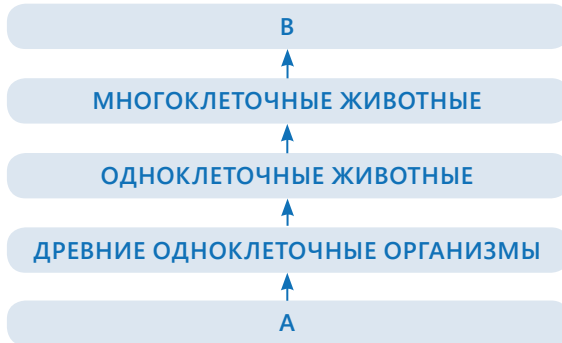 В
МНОГОКЛЕТОЧНЫЕ ЖИВОТНЫЕ
ОДНОКЛЕТОЧНЫЕ ЖИВОТНЫЕ
ДРЕВНИЕ ОДНОКЛЕТОЧНЫЕ ОРГАНИЗМЫ
А